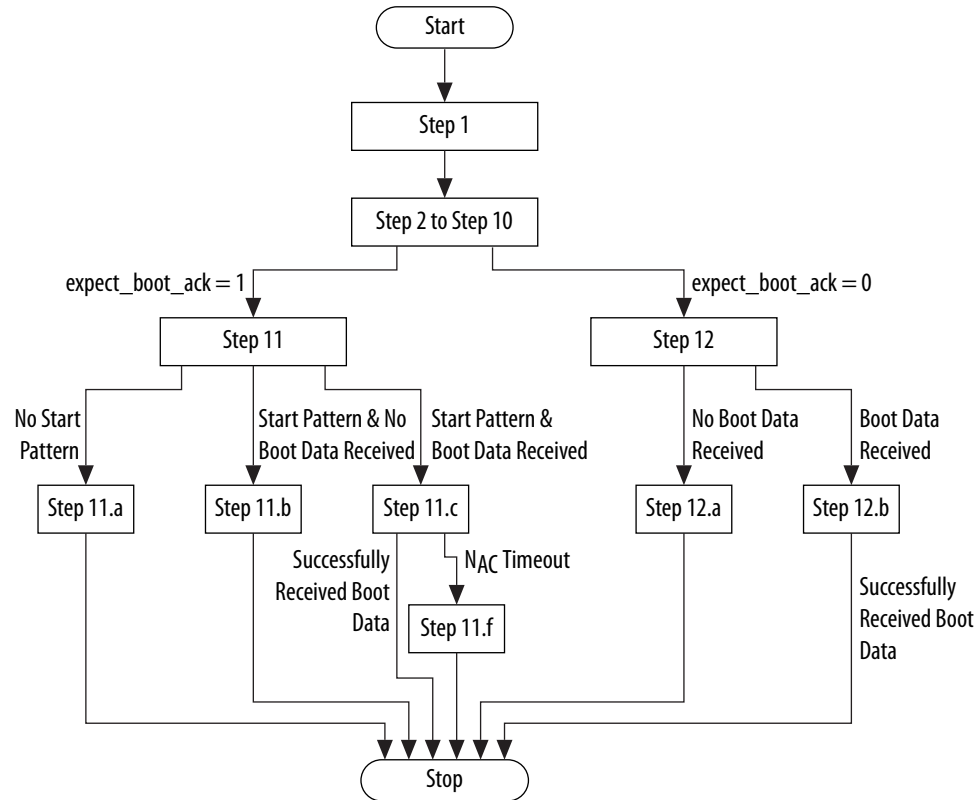 Start
Step 1
Step 2 to Step 10
expect_boot_ack = 1
expect_boot_ack = 0
Step 11
Step 12
No Start
Pattern
Start Pattern & No
Boot Data Received
Start Pattern &
Boot Data Received
No Boot Data
Received
Boot Data
Received
Step 11.a
Step 11.b
Step 11.c
Step 12.a
Step 12.b
Successfully
Received Boot
Data
NAC Timeout
Step 11.f
Successfully
Received Boot
Data
Stop